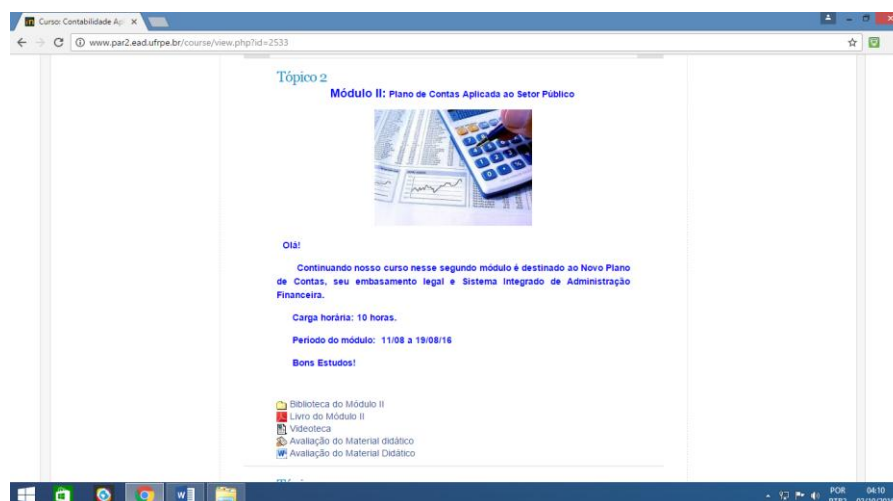 Curso: Contabilidade Apl
www.par2.ead.ufrpe.br/course/view.php?id=2533
Tópico 2
Módulo II: Plano de Contas Aplicada ao Setor Público
Olá!
Continuando nosso curso nesse segundo módulo é destinado ao Novo Plano
de Contas, seu embasamento legal e Sistema Integrado de Administração
Financeira.
Carga horária: 10 horas.
Período do módulo: 11/08 a 19/08/16
Bons Estudos!
Biblioteca do Módulo II
Livro do Módulo II
Videoteca
Avaliação do Material didático
Avaliação do Material Didático
POR 04:10